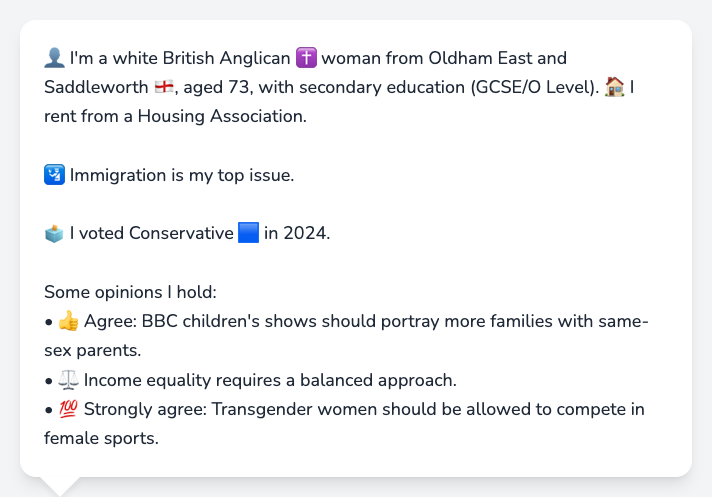 👤 I'm a white British Anglican ✝️ woman from Oldham East and
Saddleworth 🏴󠁧󠁢󠁥󠁮󠁧󠁿, aged 73, with secondary education (GCSE/O Level). 🏠 I
rent from a Housing Association.
🛂 Immigration is my top issue.
🗳️ I voted Conservative 🟦 in 2024.
Some opinions I hold:
• 👍 Agree: BBC children's shows should portray more families with same-
sex parents.
• ⚖️ Income equality requires a balanced approach.
• 💯 Strongly agree: Transgender women should be allowed to compete in
female sports.